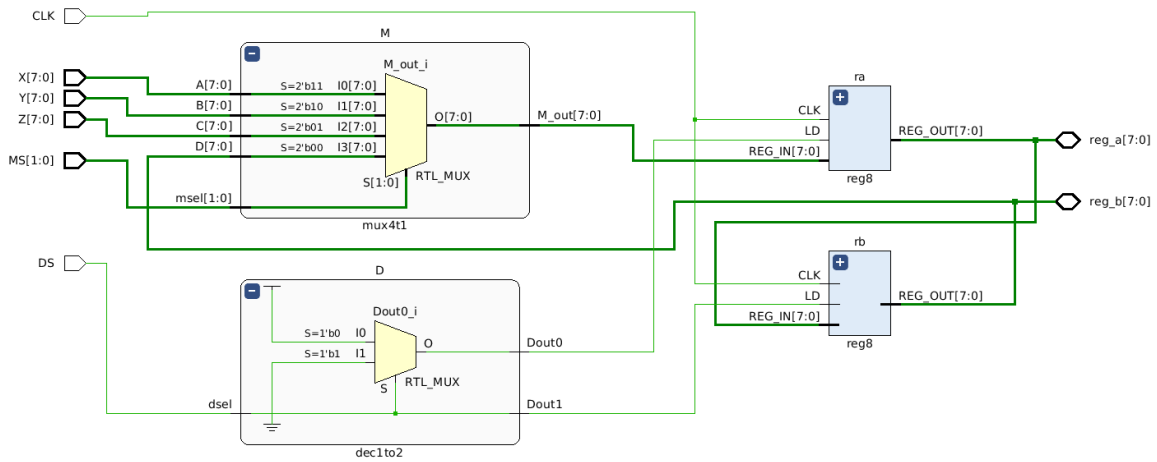 CLK
M
M_out_i
X[7:0]
A[7:0]
S=2'b11
I0[7:0]
Y[7:0]
B[7:0]
S=2'b10
I1[7:0]
O[7:0]
M_out[7:0]
Z[7:0]
C[7:0]
S=2'b01
I2[7:0]
D[7:0]
S=2'b00
I3[7:0]
MS[1:0]
S[1:0]
RTL_MUX
msel[1:0]
mux4t1
ra
CLK
LD
REG_IN[7:0]
REG_OUT[7:0]
reg8
reg_a[7:0]
reg_b[7:0]
rb
CLK
LD
REG_IN[7:0]
REG_OUT[7:0]
reg8
DS
D
Dout0_i
S=1'b0
I0
S=1'b1
I1
O
Dout0
S
RTL_MUX
dsel
Dout1
dec1to2